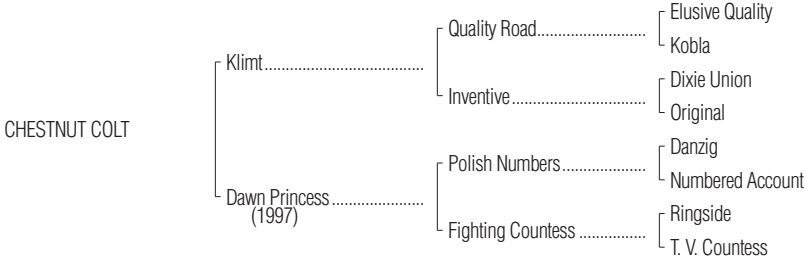 Elusive Quality
Quality Road
Kobla
Klimt
Dixie Union
Inventive
Original
CHESTNUT COLT
Danzig
Polish Numbers
Numbered Account
Dawn Princess
(1997)
Ringside
Fighting Countess
T. V. Countess